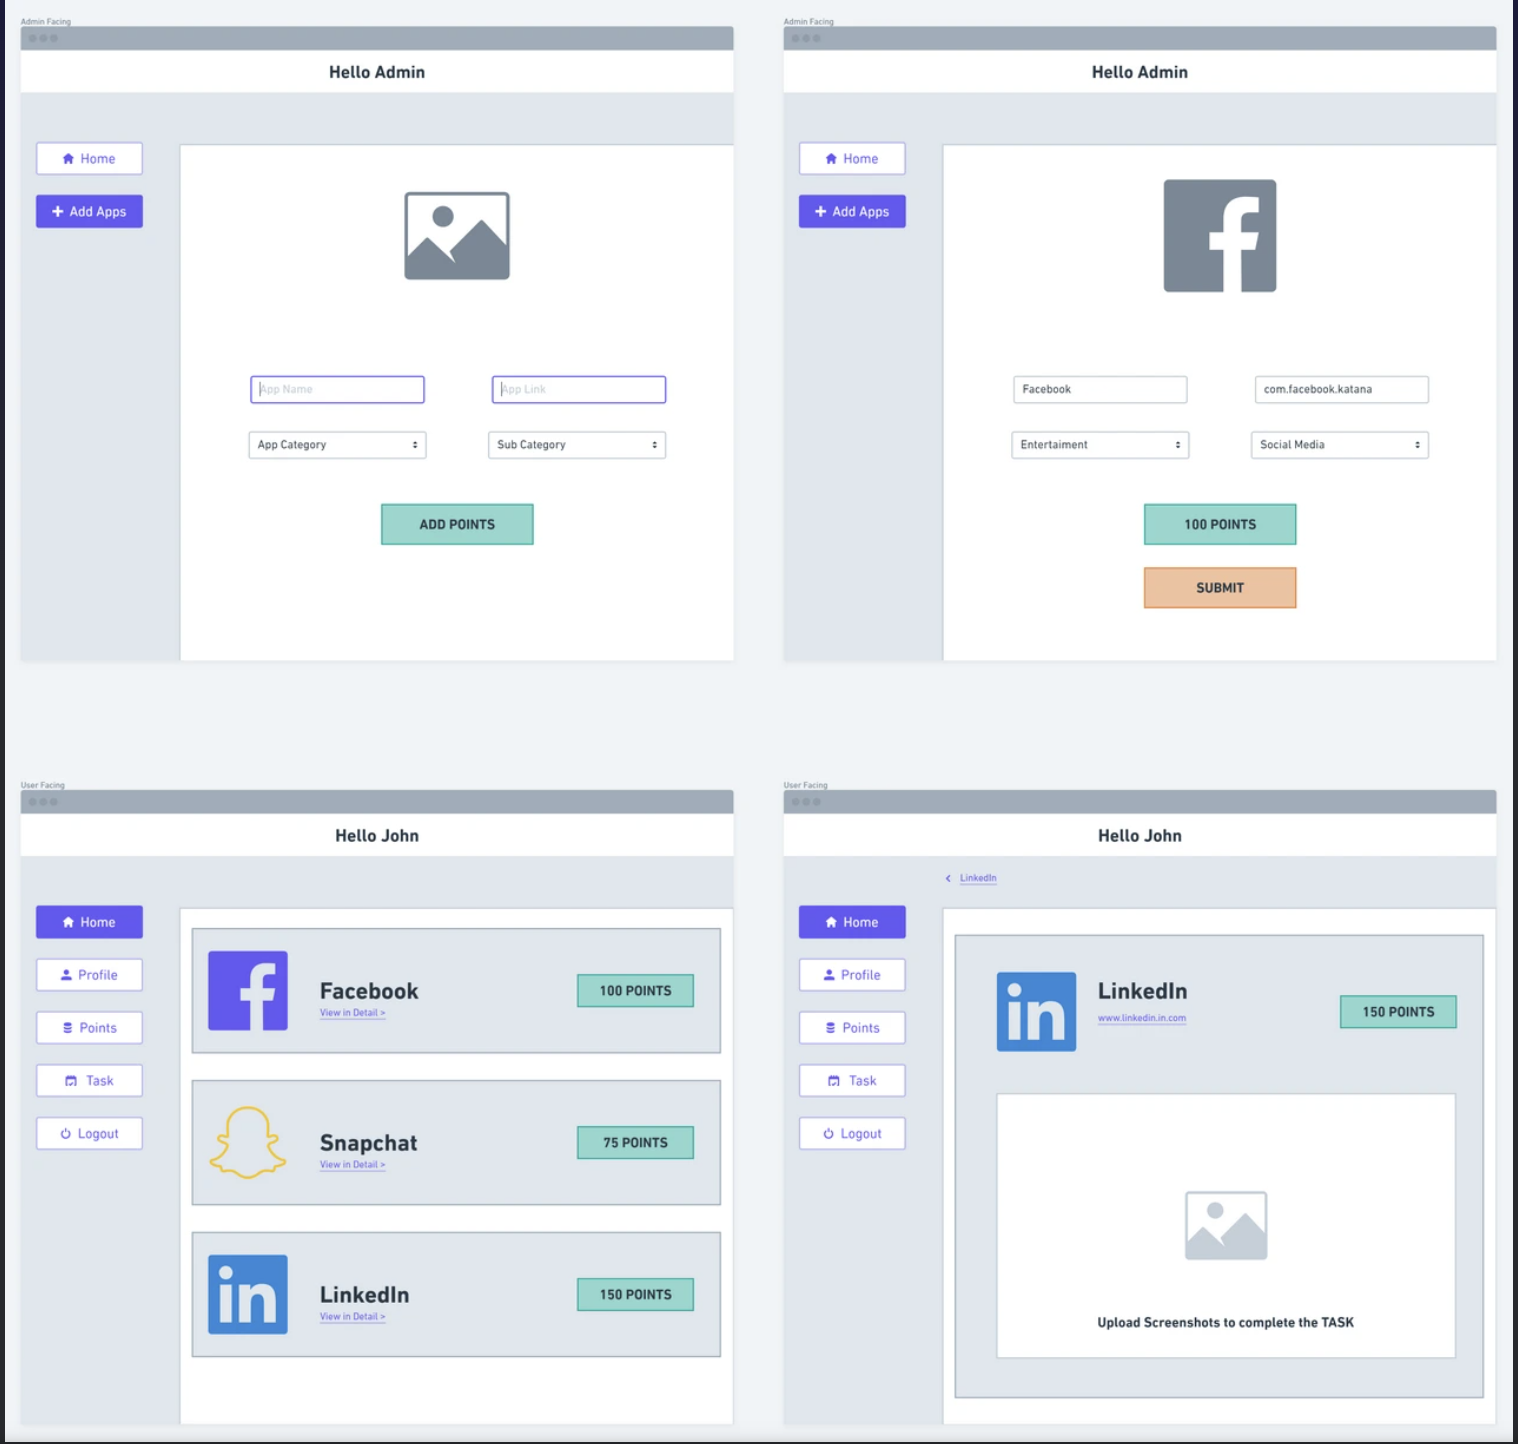 Admin Facing
Hello Admin
Home
Add Apps
App Name
App Link
App Category
Sub Category
ADD POINTS
Admin Facing
Hello Admin
Home
Add Apps
Facebook
com.facebook.katana
Entertaiment
Social Media
100 POINTS
SUBMIT
User Facing
Hello John
Home
Profile
Points
Task
Logout
Facebook
View in Detail >
100 POINTS
Snapchat
View in Detail >
75 POINTS
LinkedIn
View in Detail >
150 POINTS
User Facing
Hello John
LinkedIn
Home
Profile
Points
Task
Logout
LinkedIn
www.linkedin.in.com
150 POINTS
Upload Screenshots to complete the TASK